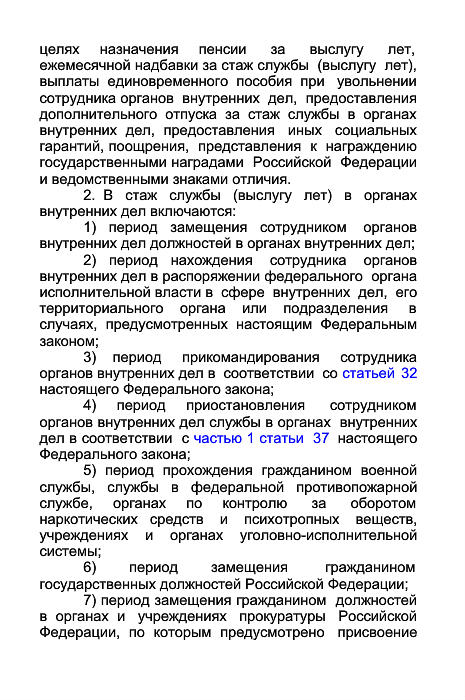 целях назначения пенсии за выслугу лет,
ежемесячной надбавки за стаж службы (выслугу лет),
выплаты единовременного пособия при увольнении
сотрудника органов внутренних дел, предоставления
дополнительного отпуска за стаж службы в органах
внутренних дел, предоставления иных социальных
гарантий, поощрения, представления к награждению
государственными наградами Российской Федерации
и ведомственными знаками отличия.
2. В стаж службы (выслугу лет) в органах
внутренних дел включаются:
1) период замещения сотрудником органов
внутренних дел должностей в органах внутренних дел;
2) период нахождения сотрудника органов
внутренних дел в распоряжении федерального органа
исполнительной власти в сфере внутренних дел, его
территориального органа или подразделения в
случаях, предусмотренных настоящим Федеральным
законом;
3) период прикомандирования сотрудника
органов внутренних дел в соответствии со статьей 32
настоящего Федерального закона;
4) период приостановления сотрудником
органов внутренних дел службы в органах внутренних
дел в соответствии с частью 1 статьи 37 настоящего
Федерального закона;
5) период прохождения гражданином военной
службы, службы в федеральной противопожарной
службе, органах по контролю за оборотом
наркотических средств и психотропных веществ,
учреждениях и органах уголовно-исполнительной
системы;
6) период замещения гражданином
государственных должностей Российской Федерации;
7) период замещения гражданином должностей
в органах и учреждениях прокуратуры Российской
Федерации, по которым предусмотрено присвоение